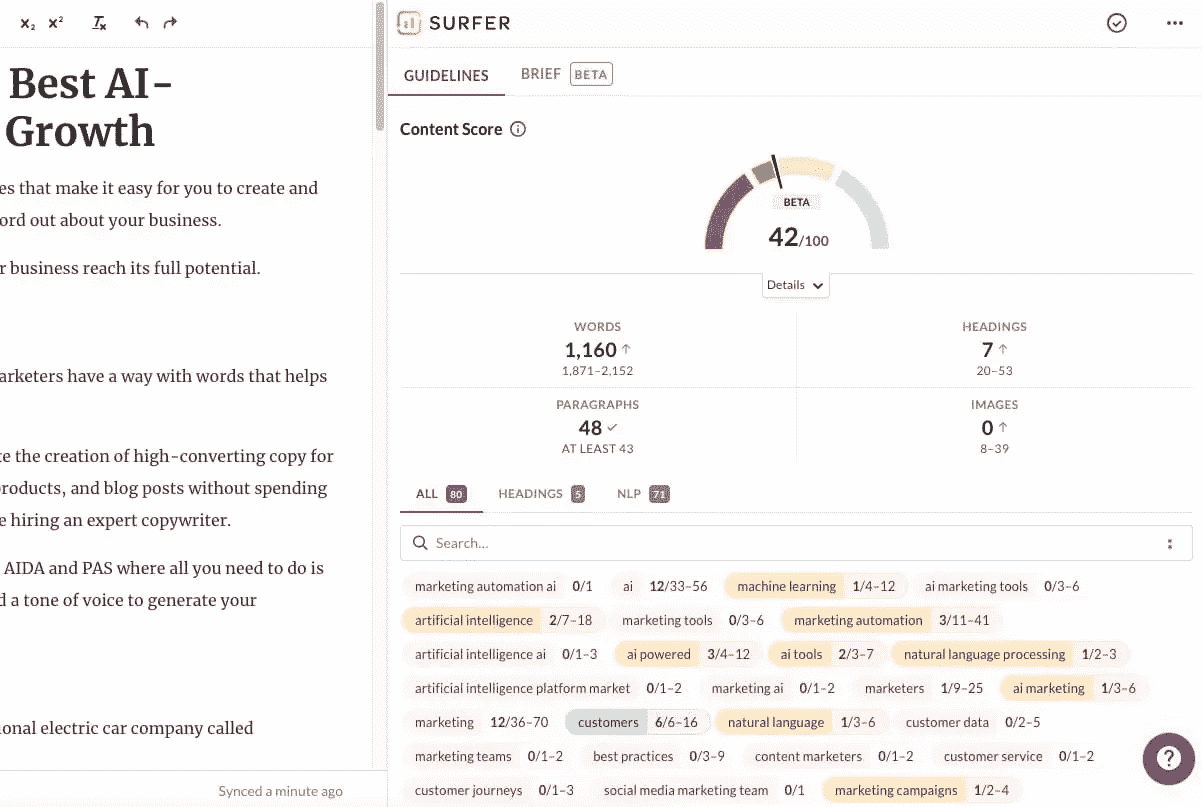 x₂ x² Tx
Best AI-
Growth
es that make it easy for you to create and
ord out about your business.
r business reach its full potential.
arketers have a way with words that helps
te the creation of high-converting copy for
roducts, and blog posts without spending
e hiring an expert copywriter.
AIDA and PAS where all you need to do is
d a tone of voice to generate your
ional electric car company called
Synced a minute ago
SURFER
GUIDELINES BRIEF BETA
Content Score
BETA
42/100
Details
WORDS HEADINGS
1,160 ↑ 7 ↑
1,871–2,152 20–53
PARAGRAPHS IMAGES
48 ✓ 0 ↑
AT LEAST 43 8–39
ALL 80 HEADINGS 5 NLP 71
Search...
marketing automation ai 0/1 ai 12/33–56 machine learning 1/4–12 ai marketing tools 0/3–6
artificial intelligence 2/7–18 marketing tools 0/3–6 marketing automation 3/11–41
artificial intelligence ai 0/1–3 ai powered 3/4–12 ai tools 2/3–7 natural language processing 1/2–3
artificial intelligence platform market 0/1–2 marketing ai 0/1–2 marketers 1/9–25 ai marketing 1/3–6
marketing 12/36–70 customers 6/6–16 natural language 1/3–6 customer data 0/2–5
marketing teams 0/1–2 best practices 0/3–9 content marketers 0/1–2 customer service 0/1–2
customer journeys 0/1–3 social media marketing team 0/1 marketing campaigns 1/2–4
?